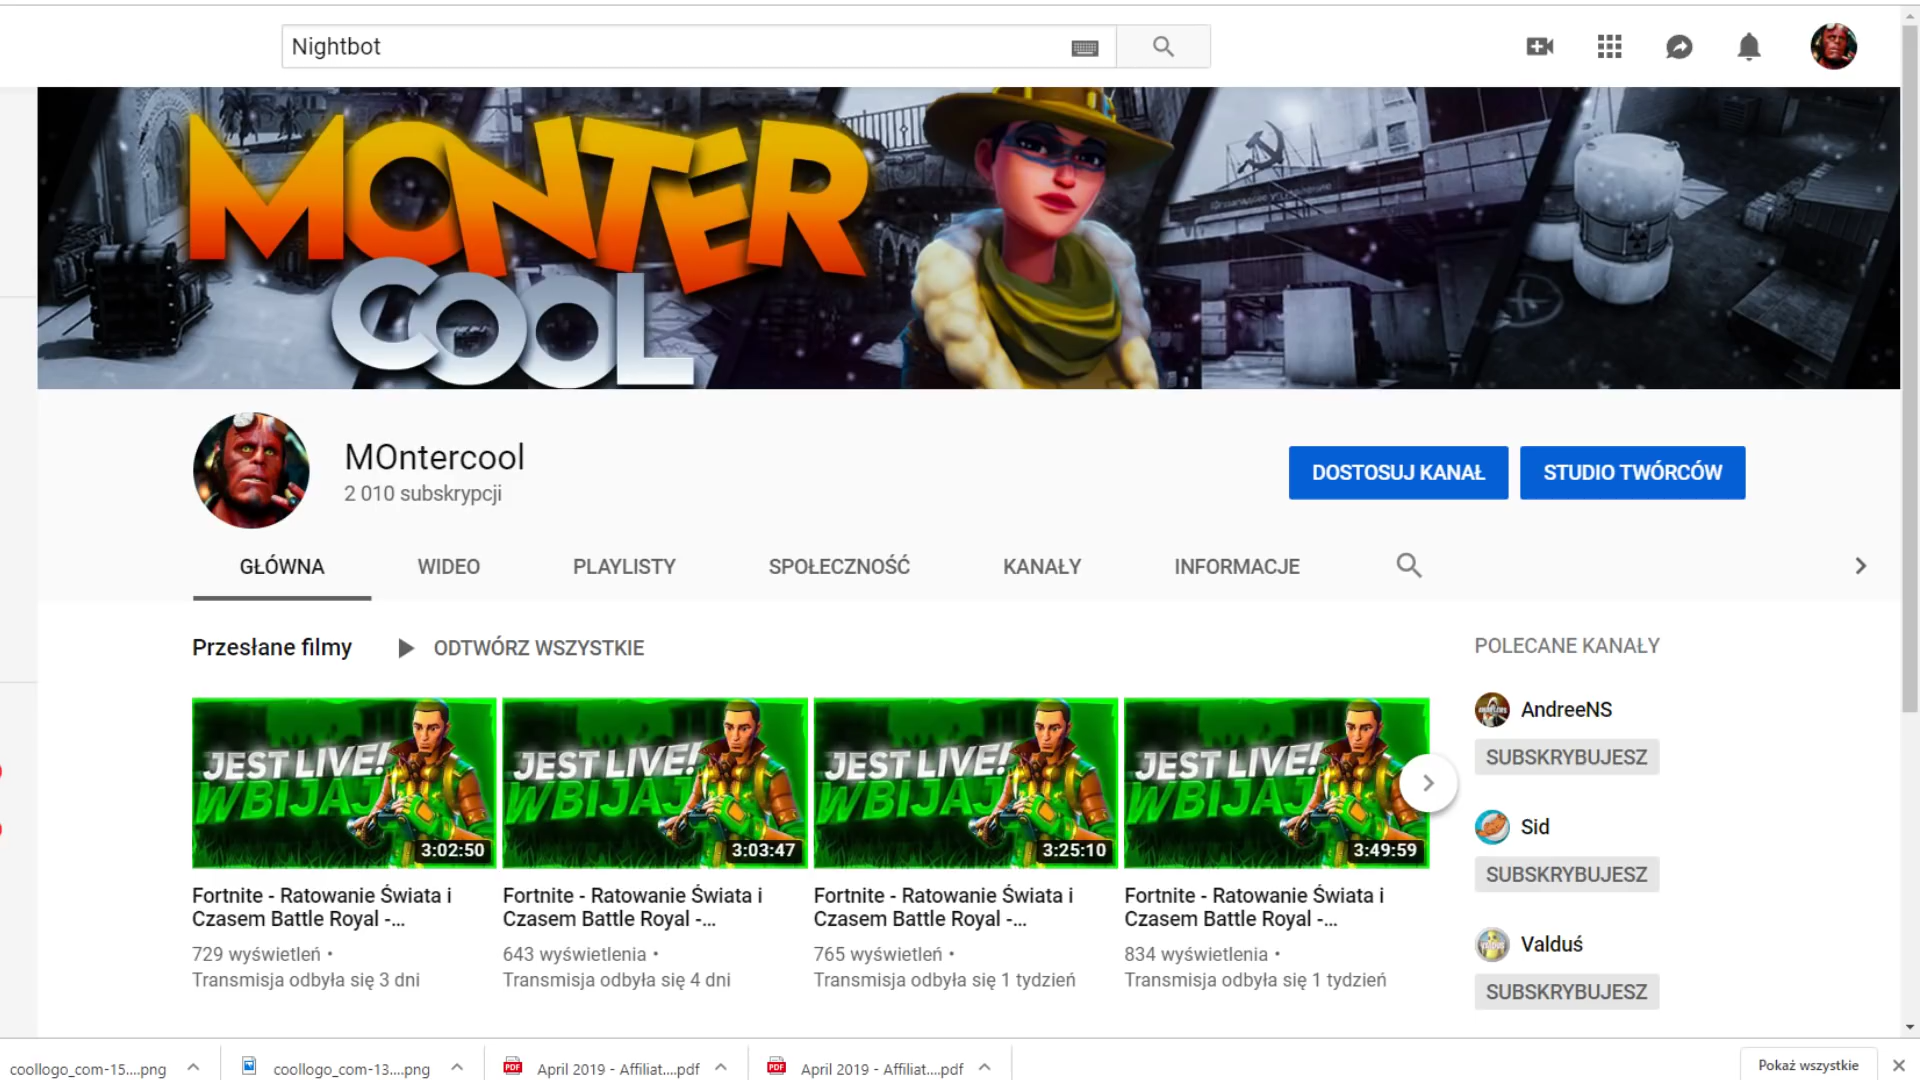 Nightbot
MONTER
COOL
MOntercool
2 010 subskrypcji
DOSTOSUJ KANAŁ
STUDIO TWÓRCÓW
GŁÓWNA
WIDEO
PLAYLISTY
SPOŁECZNOŚĆ
KANAŁY
INFORMACJE
Przesłane filmy
ODTWÓRZ WSZYSTKIE
JEST LIVE!
WBIJAJ
3:02:50
Fortnite - Ratowanie Świata i
Czasem Battle Royal -...
729 wyświetleń •
Transmisja odbyła się 3 dni
JEST LIVE!
WBIJAJ
3:03:47
Fortnite - Ratowanie Świata i
Czasem Battle Royal -...
643 wyświetlenia •
Transmisja odbyła się 4 dni
JEST LIVE!
WBIJAJ
3:25:10
Fortnite - Ratowanie Świata i
Czasem Battle Royal -...
765 wyświetleń •
Transmisja odbyła się 1 tydzień
JEST LIVE!
WBIJAJ
3:49:59
Fortnite - Ratowanie Świata i
Czasem Battle Royal -...
834 wyświetlenia •
Transmisja odbyła się 1 tydzień
POLECANE KANAŁY
AndreeNS
SUBSKRYBUJESZ
Sid
SUBSKRYBUJESZ
Valduś
SUBSKRYBUJESZ
coollogo_com-15....png
coollogo_com-13....png
PDF
April 2019 - Affiliat....pdf
PDF
April 2019 - Affiliat....pdf
Pokaż wszystkie